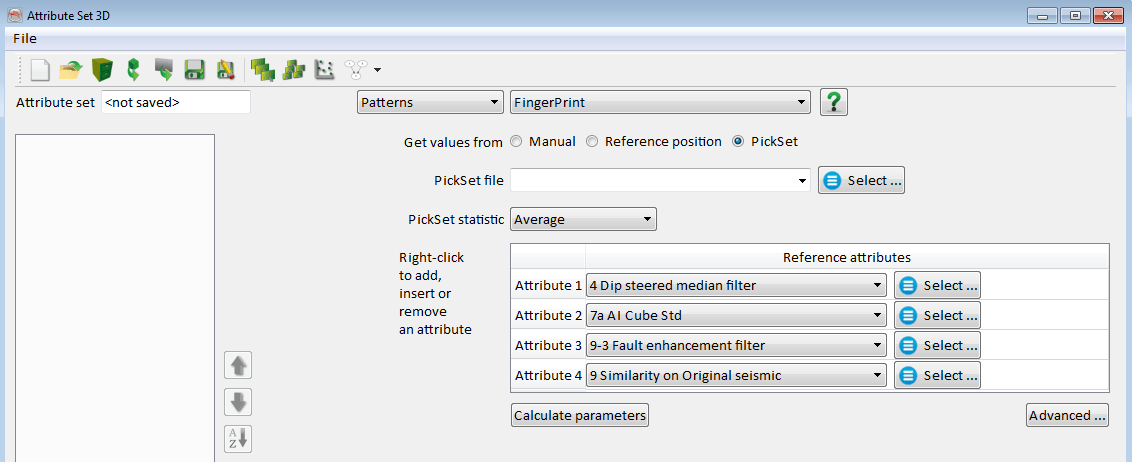 Attribute Set 3D
File
Attribute set <not saved> Patterns FingerPrint ?
Get values from Manual Reference position PickSet
PickSet file Select ...
PickSet statistic Average
Right-click
to add,
insert or
remove
an attribute
Reference attributes
Attribute 1 4 Dip steered median filter Select ...
Attribute 2 7a AI Cube Std Select ...
Attribute 3 9-3 Fault enhancement filter Select ...
Attribute 4 9 Similarity on Original seismic Select ...
Calculate parameters Advanced ...
A
Z